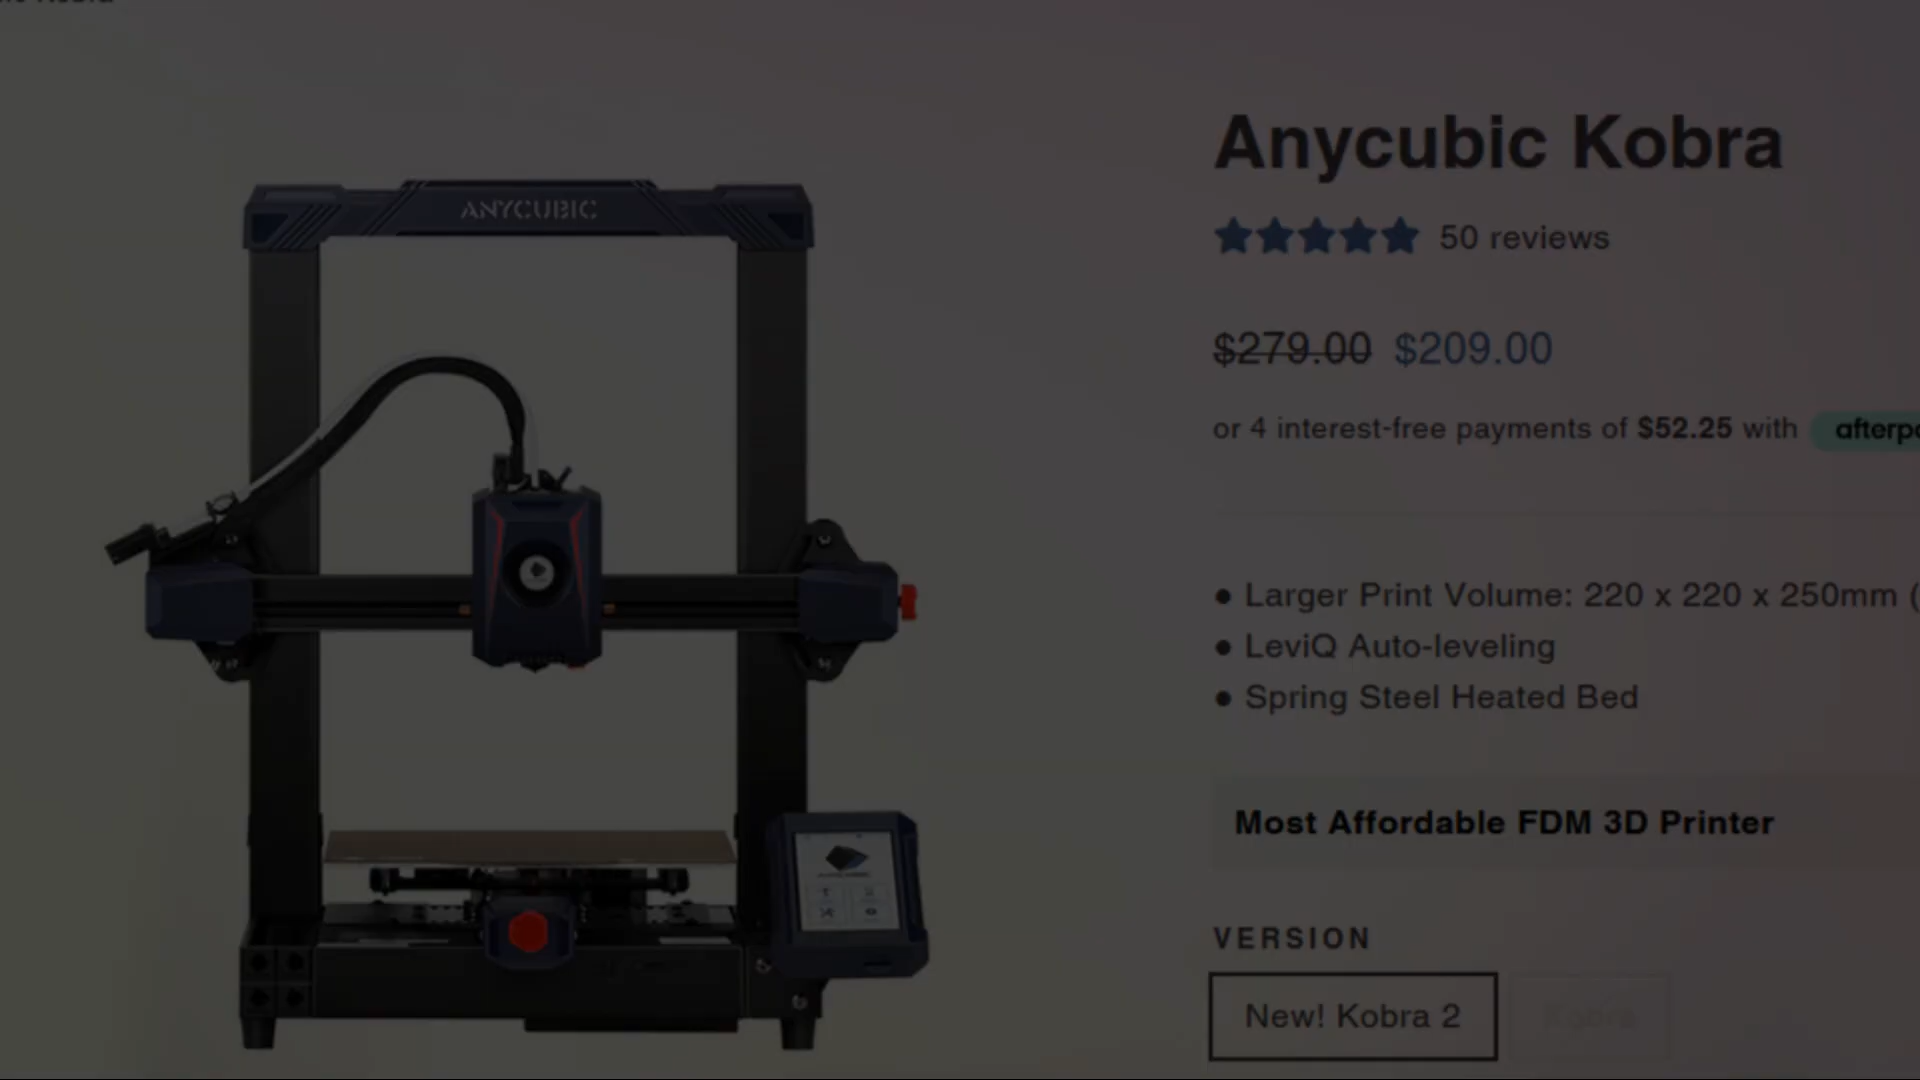 Anycubic Kobra
ANYCUBIC
50 reviews
$279.00 $209.00
or 4 interest-free payments of $52.25 with
● Larger Print Volume: 220 x 220 x 250mm (
● LeviQ Auto-leveling
● Spring Steel Heated Bed
Most Affordable FDM 3D Printer
VERSION
New! Kobra 2